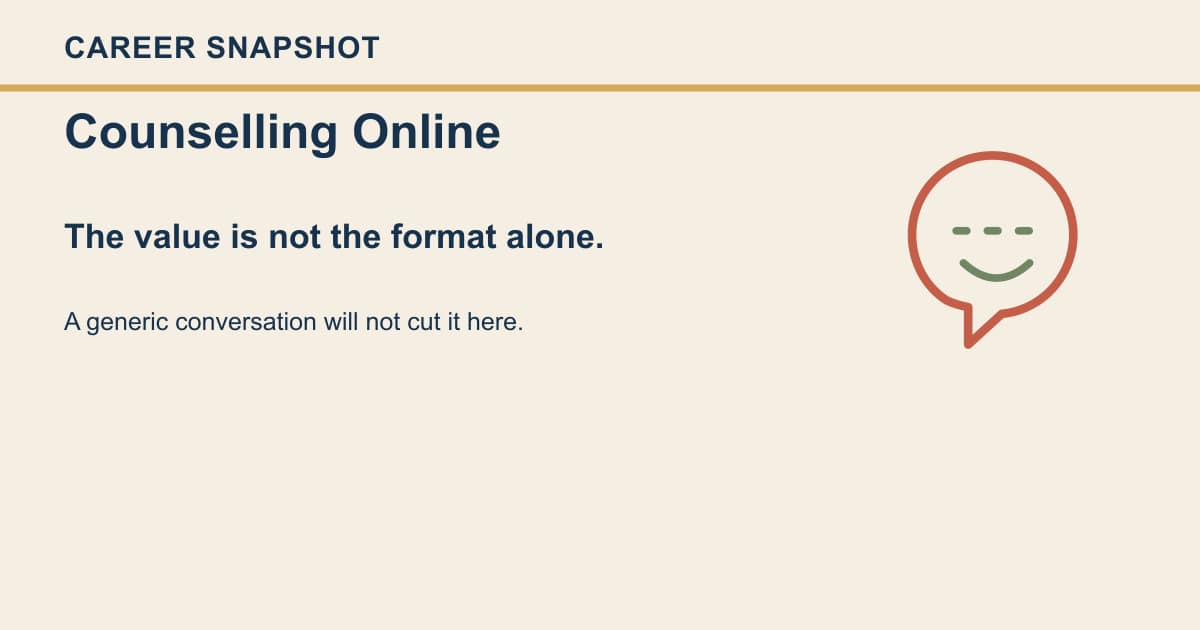 CAREER SNAPSHOT
Counselling Online
The value is not the format alone.
A generic conversation will not cut it here.